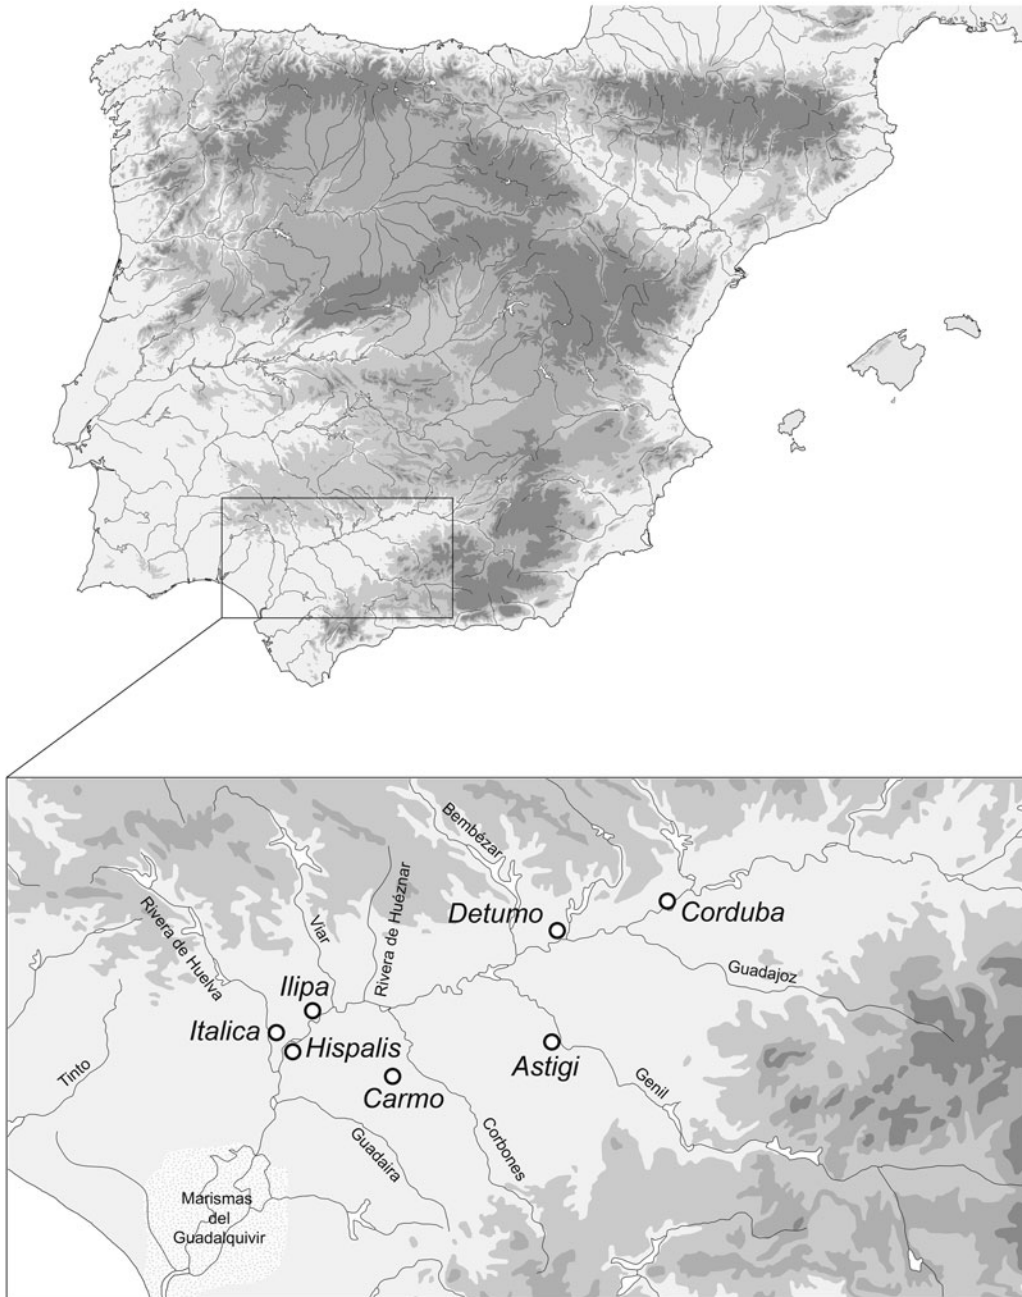 Bembézar
Rivera de Huelva
Viar
Rivera de Huéznar
Detumo
Corduba
Guadajoz
Ilipa
Italica
Hispalis
Astigi
Tinto
Carmo
Genil
Guadaira
Corbones
Marismas
del
Guadalquivir